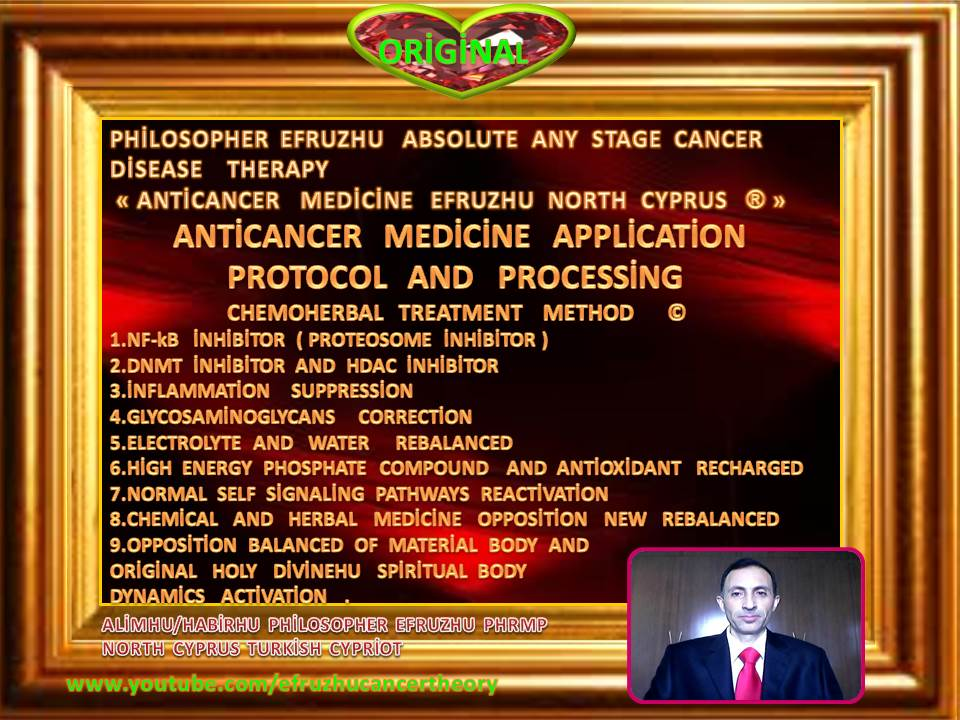 ORİGİNAL
PHİLOSOPHER EFRUZHU ABSOLUTE ANY STAGE CANCER
DİSEASE THERAPY
« ANTİCANCER MEDİCİNE EFRUZHU NORTH CYPRUS ® »
ANTİCANCER MEDİCİNE APPLİCATİON
PROTOCOL AND PROCESSİNG
CHEMOHERBAL TREATMENT METHOD ©
1.NF-kB İNHİBİTOR ( PROTEOSOME İNHİBİTOR )
2.DNMT İNHİBİTOR AND HDAC İNHİBİTOR
3.İNFLAMMATİON SUPPRESSİON
4.GLYCOSAMİNOGLYCANS CORRECTİON
5.ELECTROLYTE AND WATER REBALANCED
6.HİGH ENERGY PHOSPHATE COMPOUND AND ANTİOXİDANT RECHARGED
7.NORMAL SELF SİGNALİNG PATHWAYS REACTİVATİON
8.CHEMİCAL AND HERBAL MEDİCİNE OPPOSİTİON NEW REBALANCED
9.OPPOSİTİON BALANCED OF MATERİAL BODY AND
ORİGİNAL HOLY DİVİNEHU SPİRİTUAL BODY
DYNAMİCS ACTİVATİON .
ALİMHU/HABİRHU PHİLOSOPHER EFRUZHU PHRMP
NORTH CYPRUS TURKİSH CYPRİOT
www.youtube.com/efruzhucancertheory